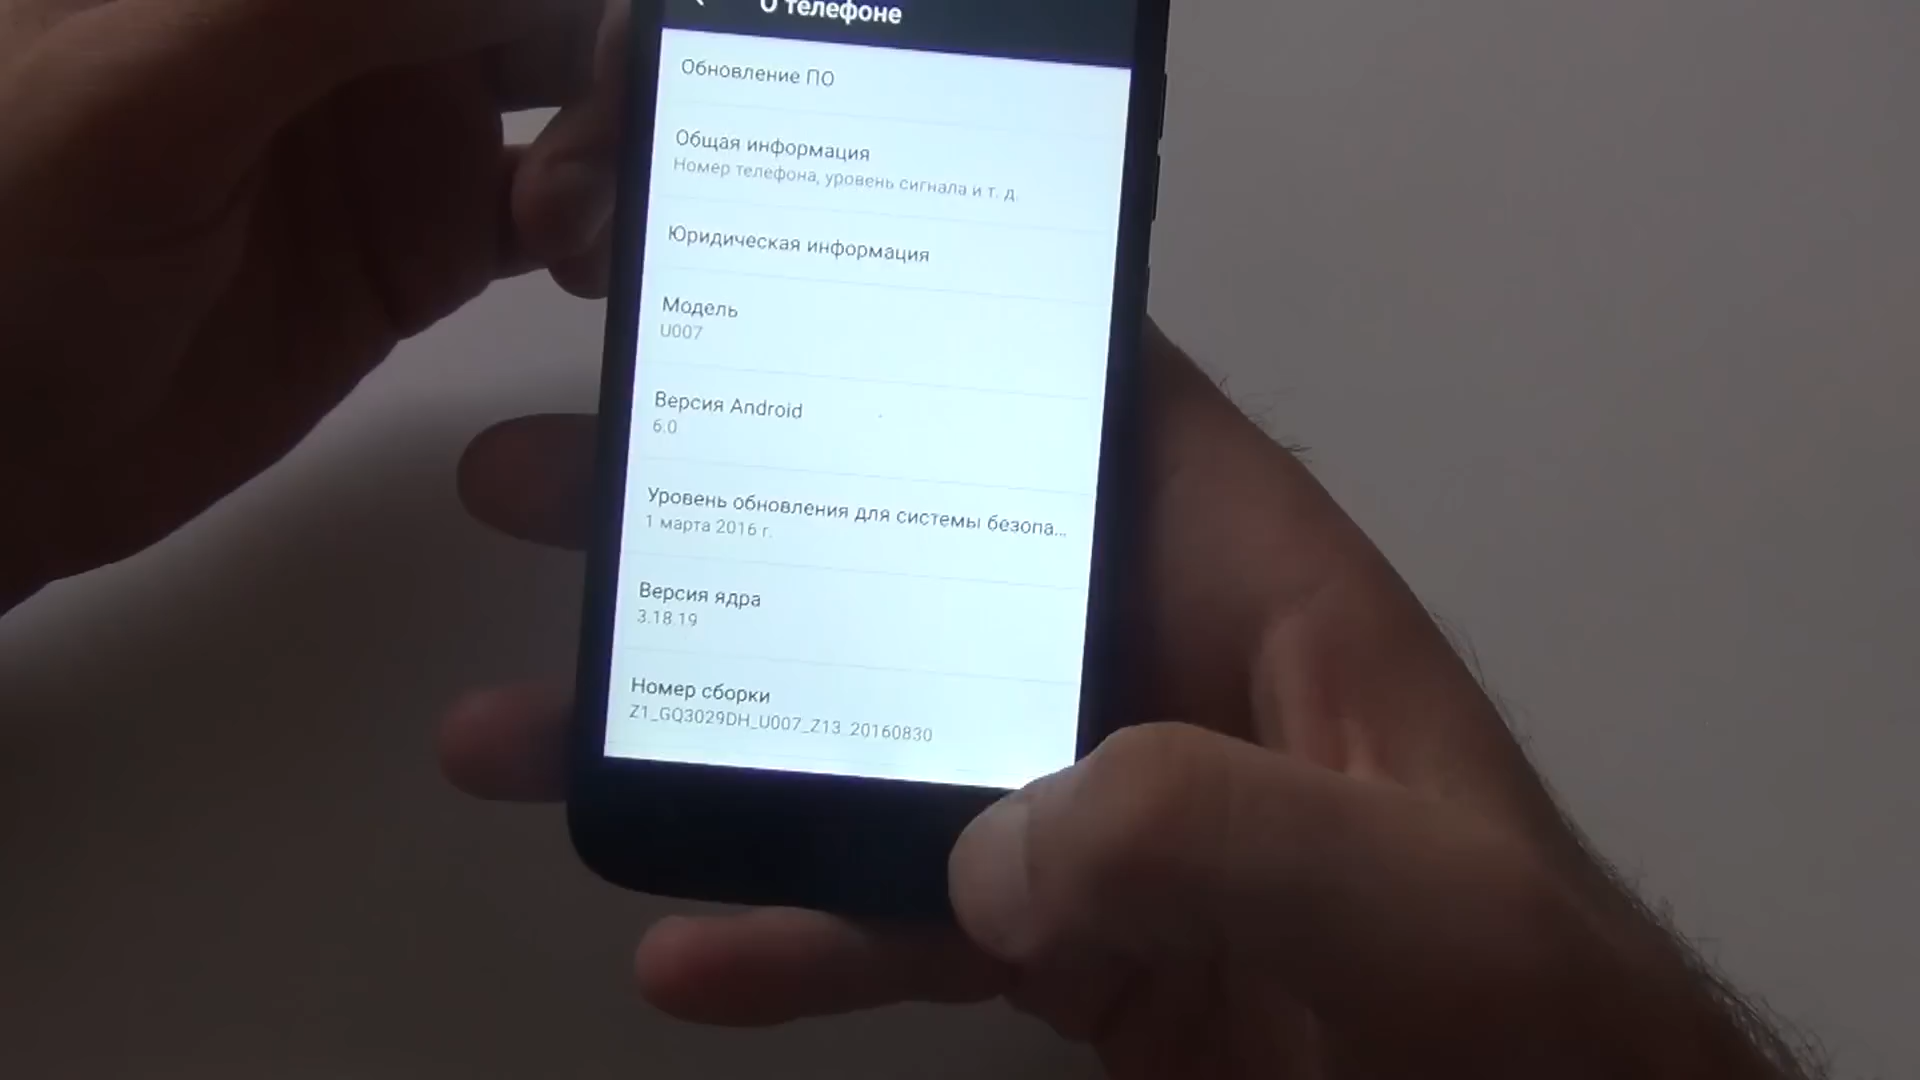 О телефоне
Обновление ПО
Общая информация
Номер телефона, уровень сигнала и т. д.
Юридическая информация
Модель
U007
Версия Android
6.0
Уровень обновления для системы безопа...
1 марта 2016 г.
Версия ядра
3.18.19
Номер сборки
Z1_GQ3029DH_U007_Z13_20160830